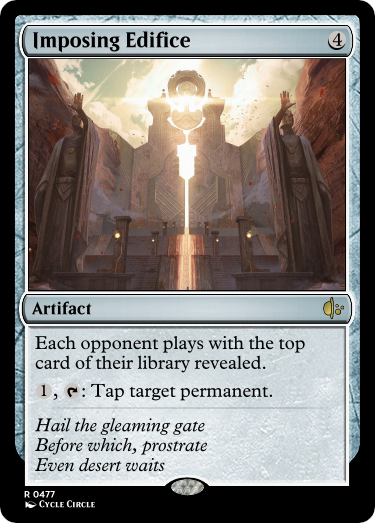 Imposing Edifice 4
Artifact
Each opponent plays with the top
card of their library revealed.
1, : Tap target permanent.
Hail the gleaming gate
Before which, prostrate
Even desert waits
R 0477
Cycle Circle